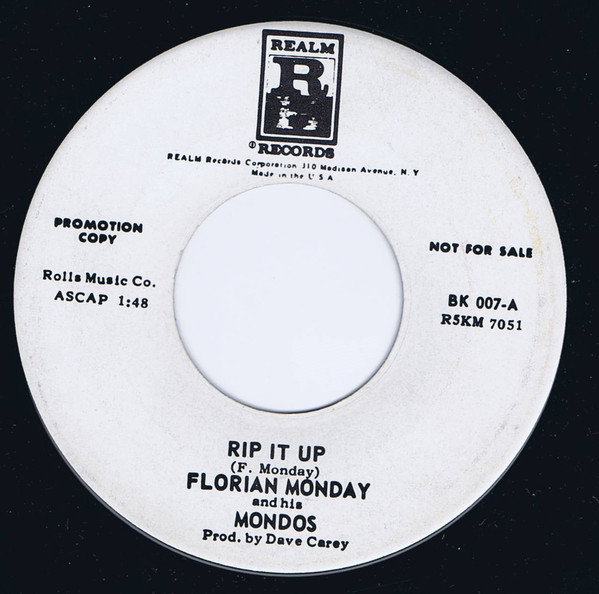 REALM
R
® RECORDS
REALM Records Corporation 310 Madison Avenue, N.Y
Made in the U S A
PROMOTION
COPY
NOT FOR SALE
Rolls Music Co.
ASCAP 1:48
BK 007-A
R5KM 7051
RIP IT UP
(F. Monday)
FLORIAN MONDAY
and his
MONDOS
Prod. by Dave Carey